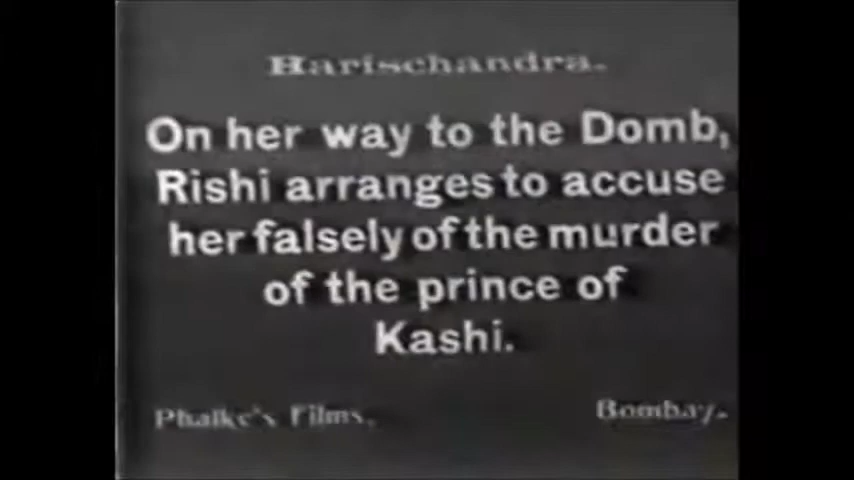 Harischandra.
On her way to the Domb,
Rishi arranges to accuse
her falsely of the murder
of the prince of
Kashi.
Phalke's Films.
Bombay.